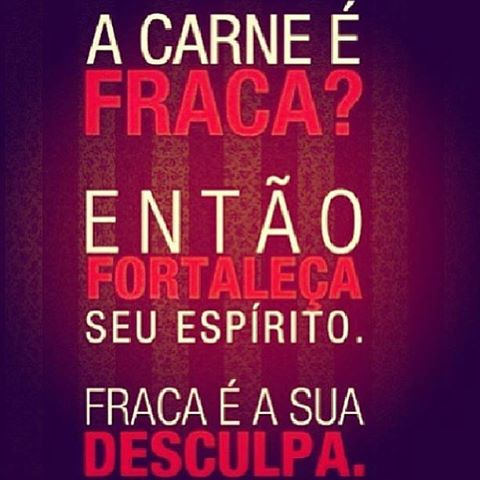 A CARNE É
FRACA?
ENTÃO
FORTALEÇA
SEU ESPÍRITO.
FRACA É A SUA
DESCULPA.